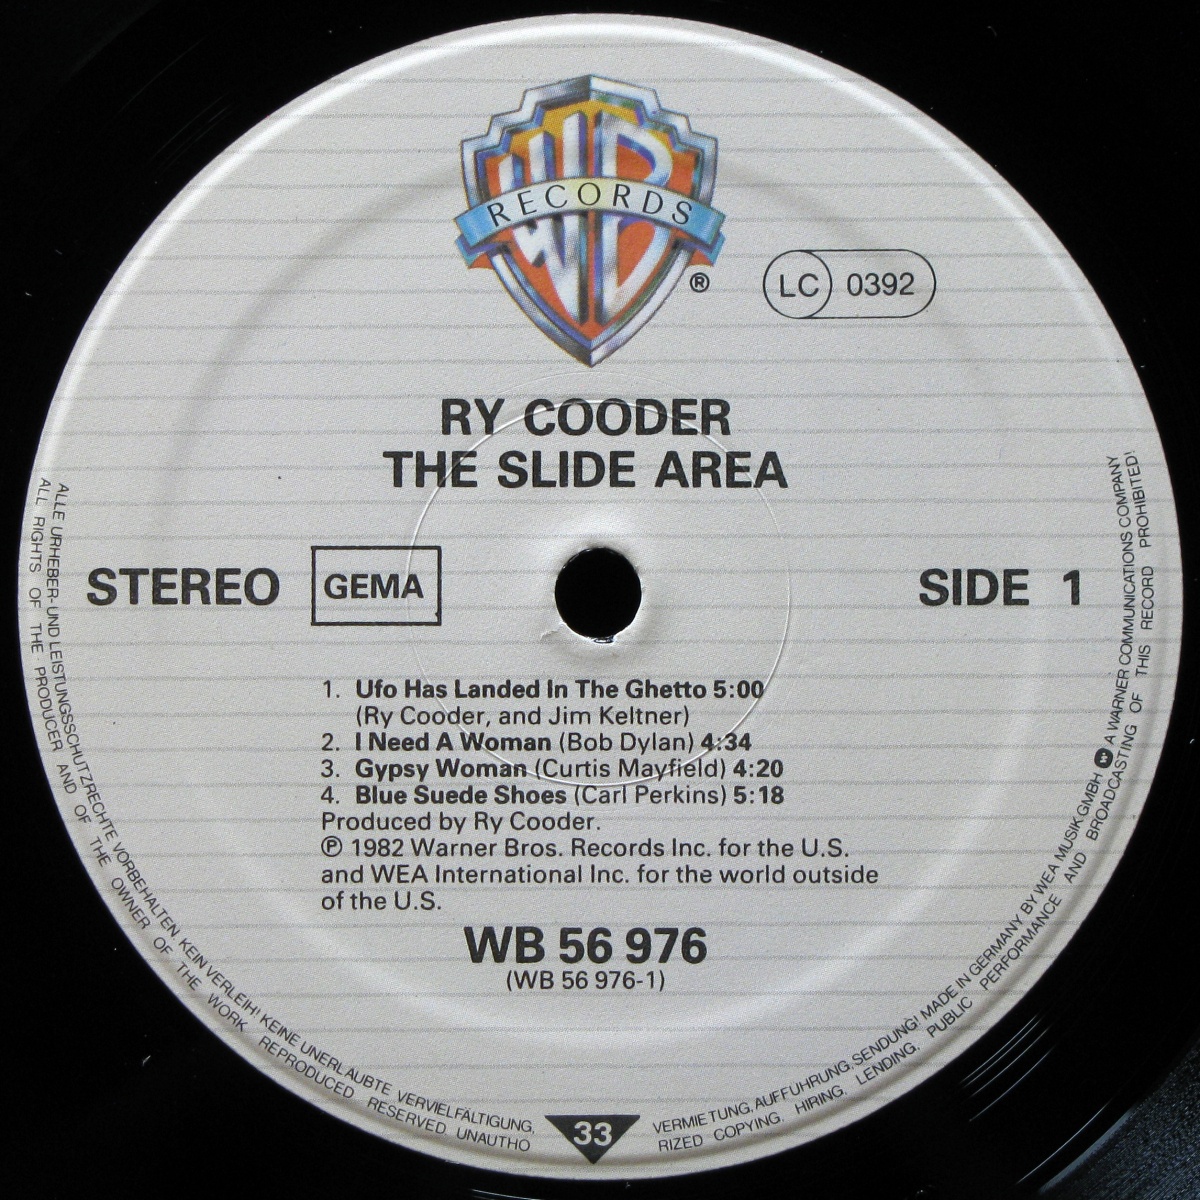 WB
RECORDS
®
LC 0392
RY COODER
THE SLIDE AREA
STEREO GEMA SIDE 1
1. Ufo Has Landed In The Ghetto 5:00
(Ry Cooder, and Jim Keltner)
2. I Need A Woman (Bob Dylan) 4:34
3. Gypsy Woman (Curtis Mayfield) 4:20
4. Blue Suede Shoes (Carl Perkins) 5:18
Produced by Ry Cooder.
℗ 1982 Warner Bros. Records Inc. for the U.S.
and WEA International Inc. for the world outside
of the U.S.
WB 56 976
(WB 56 976-1)
33
ALLE URHEBER- UND LEISTUNGSSCHUTZRECHTE VORBEHALTEN. KEIN VERLEIH! KEINE UNERLAUBTE VERVIELFÄLTIGUNG, VERMIETUNG, AUFFÜHRUNG, SENDUNG! MADE IN GERMANY BY WEA MUSIK GMBH W A WARNER COMMUNICATIONS COMPANY
ALL RIGHTS OF THE PRODUCER AND OF THE OWNER OF THE WORK REPRODUCED RESERVED UNAUTHORIZED COPYING. HIRING. LENDING. PUBLIC PERFORMANCE AND BROADCASTING OF THIS RECORD PROHIBITED!